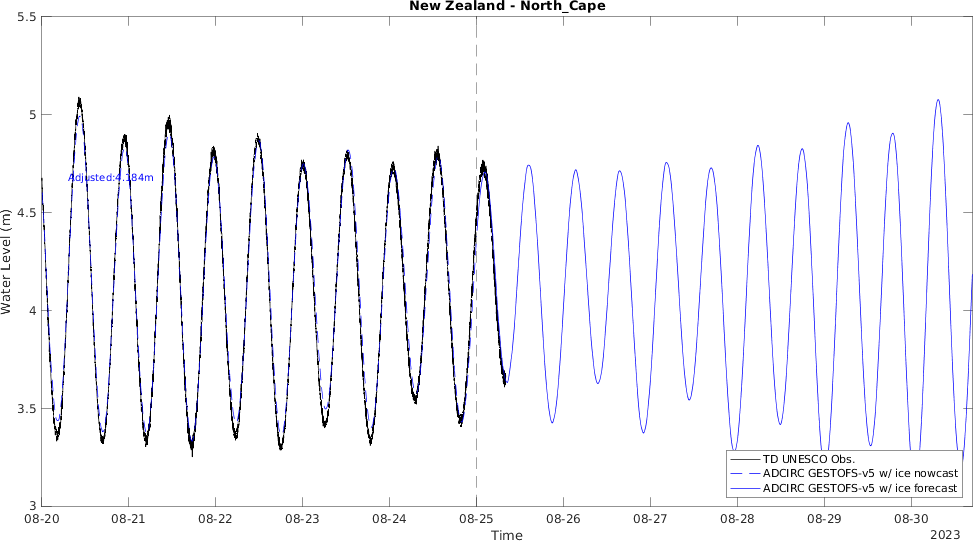 New Zealand - North_Cape
5.5
5
4.5
4
3.5
3
Water Level (m)
Adjusted:4.184m
TD UNESCO Obs.
ADCIRC GESTOFS-v5 w/ ice nowcast
ADCIRC GESTOFS-v5 w/ ice forecast
08-20 08-21 08-22 08-23 08-24 08-25 08-26 08-27 08-28 08-29 08-30
Time
2023